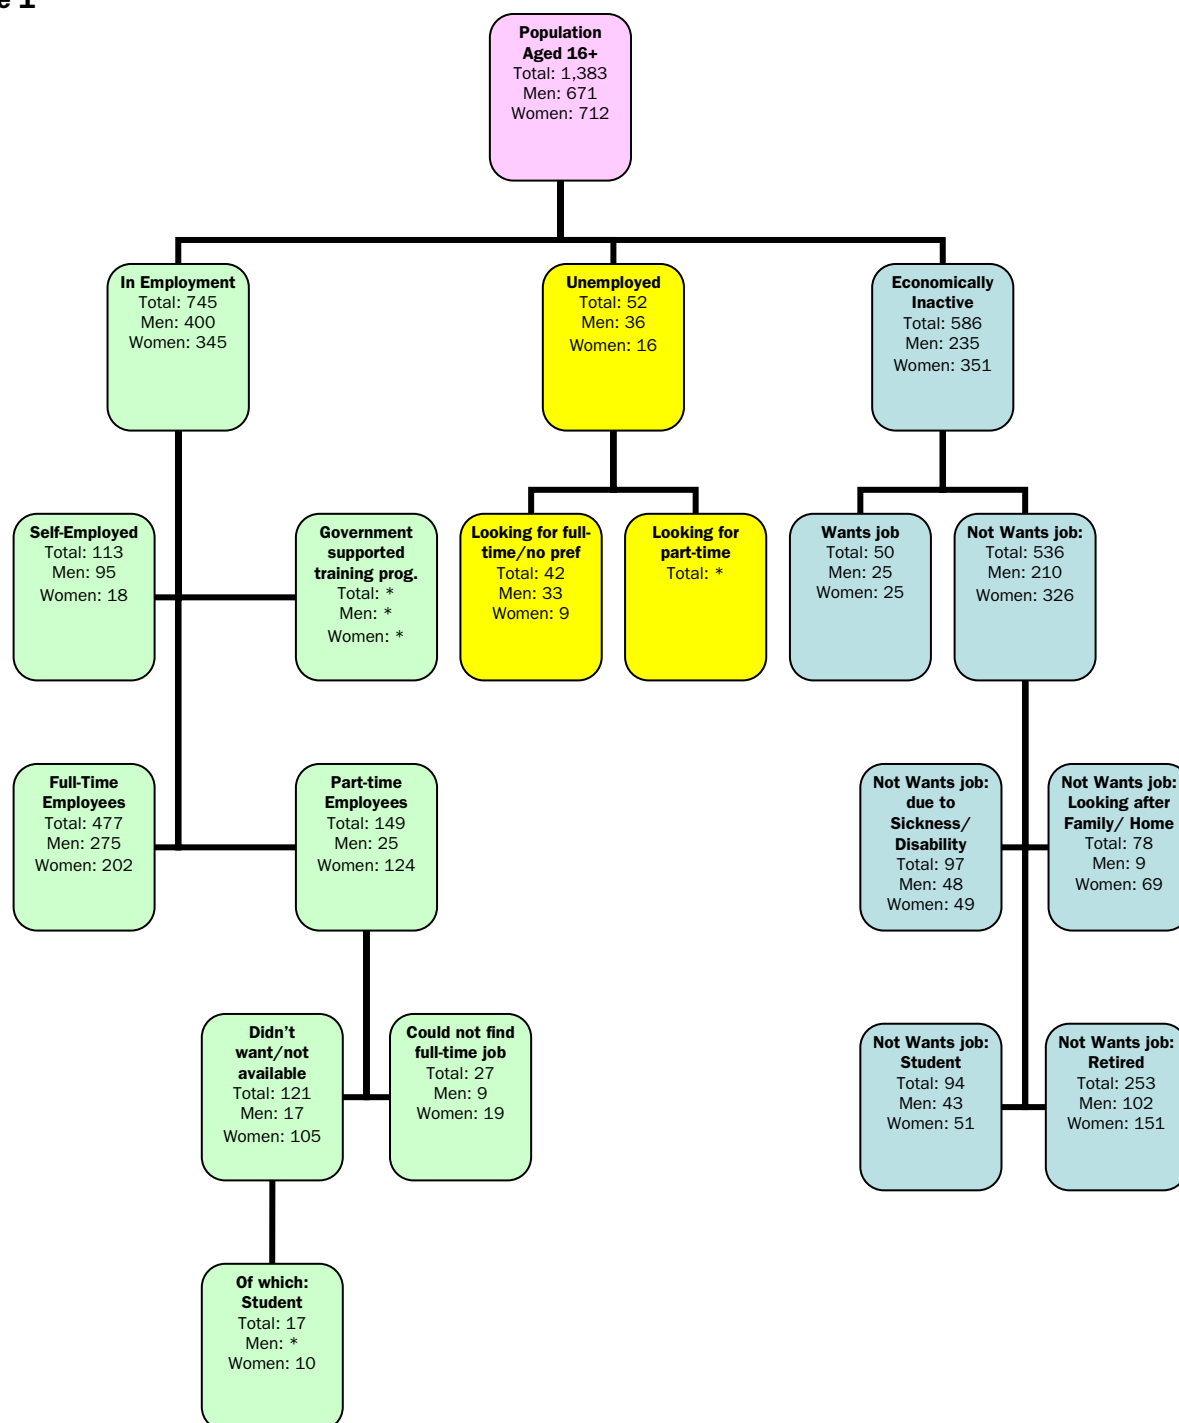 e 1
Population
Aged 16+
Total: 1,383
Men: 671
Women: 712
In Employment
Total: 745
Men: 400
Women: 345
Unemployed
Total: 52
Men: 36
Women: 16
Economically
Inactive
Total: 586
Men: 235
Women: 351
Self-Employed
Total: 113
Men: 95
Women: 18
Government
supported
training prog.
Total: *
Men: *
Women: *
Looking for full-
time/no pref
Total: 42
Men: 33
Women: 9
Looking for
part-time
Total: *
Wants job
Total: 50
Men: 25
Women: 25
Not Wants job:
Total: 536
Men: 210
Women: 326
Full-Time
Employees
Total: 477
Men: 275
Women: 202
Part-time
Employees
Total: 149
Men: 25
Women: 124
Not Wants job:
due to
Sickness/
Disability
Total: 97
Men: 48
Women: 49
Not Wants job:
Looking after
Family/ Home
Total: 78
Men: 9
Women: 69
Didn't
want/not
available
Total: 121
Men: 17
Women: 105
Could not find
full-time job
Total: 27
Men: 9
Women: 19
Not Wants job:
Student
Total: 94
Men: 43
Women: 51
Not Wants job:
Retired
Total: 253
Men: 102
Women: 151
Of which:
Student
Total: 17
Men: *
Women: 10